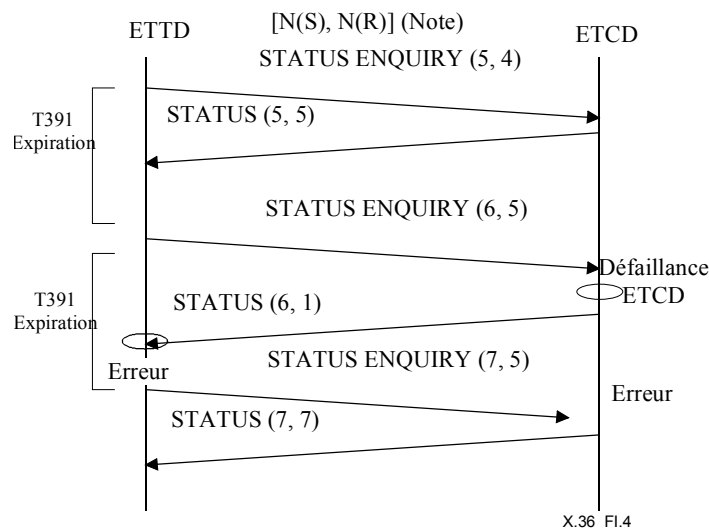 [N(S), N(R)] (Note)
ETTD
ETCD
STATUS ENQUIRY (5, 4)
T391
Expiration
STATUS (5, 5)
STATUS ENQUIRY (6, 5)
Défaillance
ETCD
T391
Expiration
STATUS (6, 1)
STATUS ENQUIRY (7, 5)
Erreur
Erreur
STATUS (7, 7)
X.36_FI.4